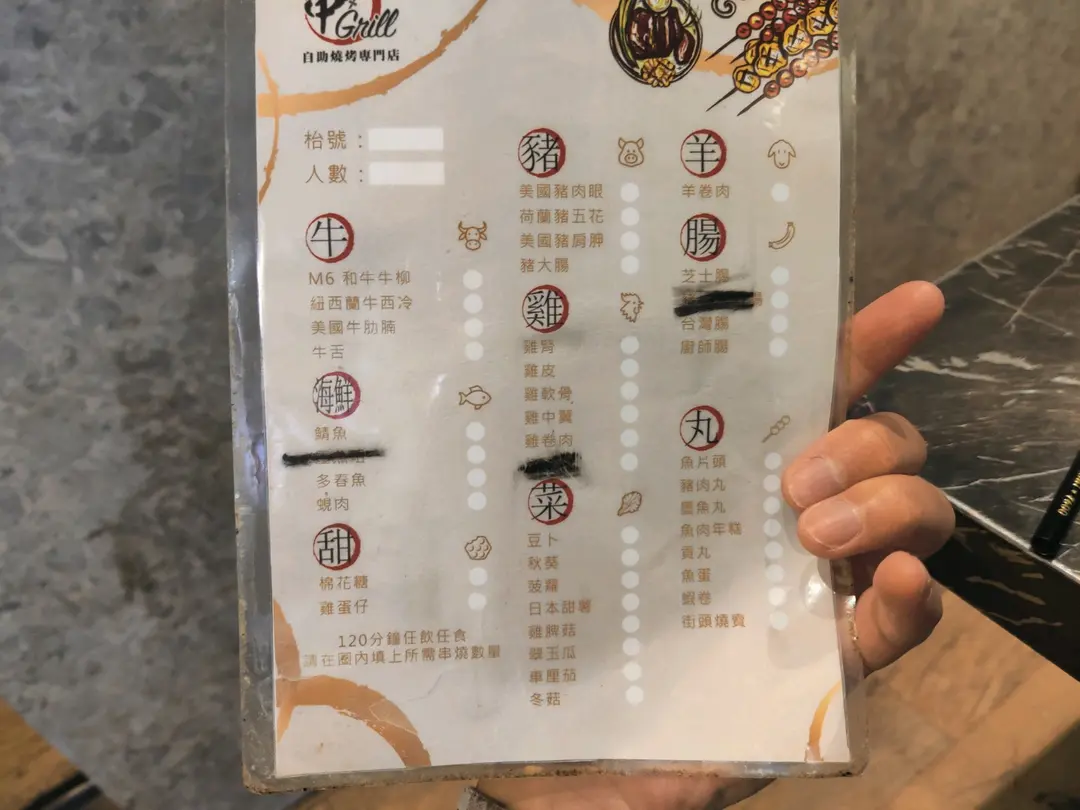 串
Grill
自助燒烤專門店
枱號：
人數：
牛
M6 和牛牛柳
紐西蘭牛西冷
美國牛肋腩
牛舌
海鮮
鯖魚
多春魚
蜆肉
甜
棉花糖
雞蛋仔
120分鐘任飲任食
請在圈內填上所需串燒數量
豬
美國豬肉眼
荷蘭豬五花
美國豬肩胛
豬大腸
雞
雞腎
雞皮
雞軟骨
雞中翼
雞卷肉
菜
豆卜
秋葵
菠蘿
日本甜薯
雞脾菇
翠玉瓜
車厘茄
冬菇
羊
羊卷肉
腸
芝士腸
台灣腸
廚師腸
丸
魚片頭
豬肉丸
墨魚丸
魚肉年糕
貢丸
魚蛋
蝦卷
街頭燒賣